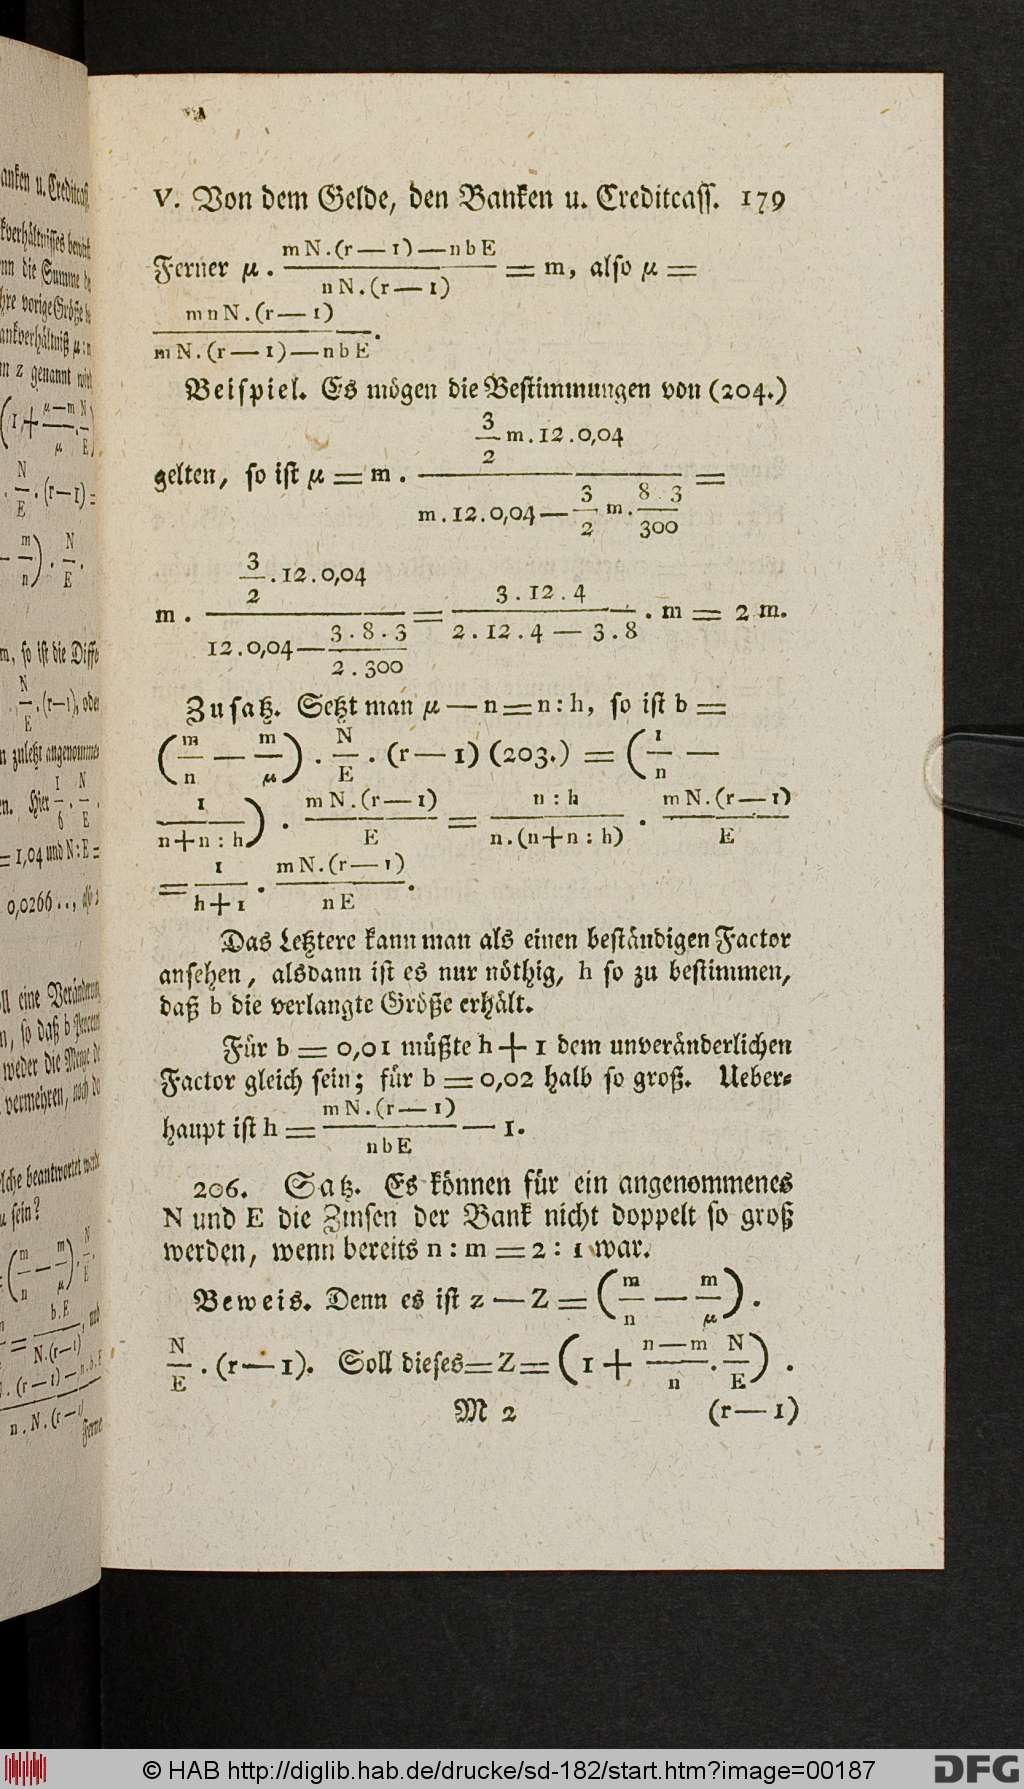 V. Von dem Gelde, den Banken u. Creditcass. 179
Ferner μ . (mN.(r—1)—nbE)/(nN.(r—1)) = m, also μ =
(mnN.(r—1))/(mN.(r—1)—nbE).
Beispiel. Es mögen die Bestimmungen von (204.)
gelten, so ist μ = m . (3/2 m.12.0,04)/(m.12.0,04 — 3/2 m. (8.3)/300) =
m . (3/2 .12.0,04)/(12.0,04 — (3.8.3)/(2.300)) = (3.12.4)/(2.12.4 — 3.8) . m = 2 m.
Zusatz. Setzt man μ — n = n : h, so ist b =
(m/n — m/μ) . N/E . (r — 1) (203.) = (1/n —
1/(n+n:h)) . (mN.(r—1))/E = (n:h)/(n.(n+n:h)) . (mN.(r—1))/E
= 1/(h+1) . (mN.(r—1))/(nE).
Das Letztere kann man als einen beständigen Factor
ansehen, alsdann ist es nur nöthig, h so zu bestimmen,
daß b die verlangte Größe erhält.
Für b = 0,01 müßte h + 1 dem unveränderlichen
Factor gleich sein; für b = 0,02 halb so groß. Ueber-
haupt ist h = (mN.(r—1))/(nbE) — 1.
206. Satz. Es können für ein angenommenes
N und E die Zinsen der Bank nicht doppelt so groß
werden, wenn bereits n : m = 2 : 1 war.
Beweis. Denn es ist z — Z = (m/n — m/μ) .
N/E . (r — 1). Soll dieses = Z = (1 + (n—m)/n . N/E) .
M 2 (r — 1)
© HAB http://diglib.hab.de/drucke/sd-182/start.htm?image=00187
DFG